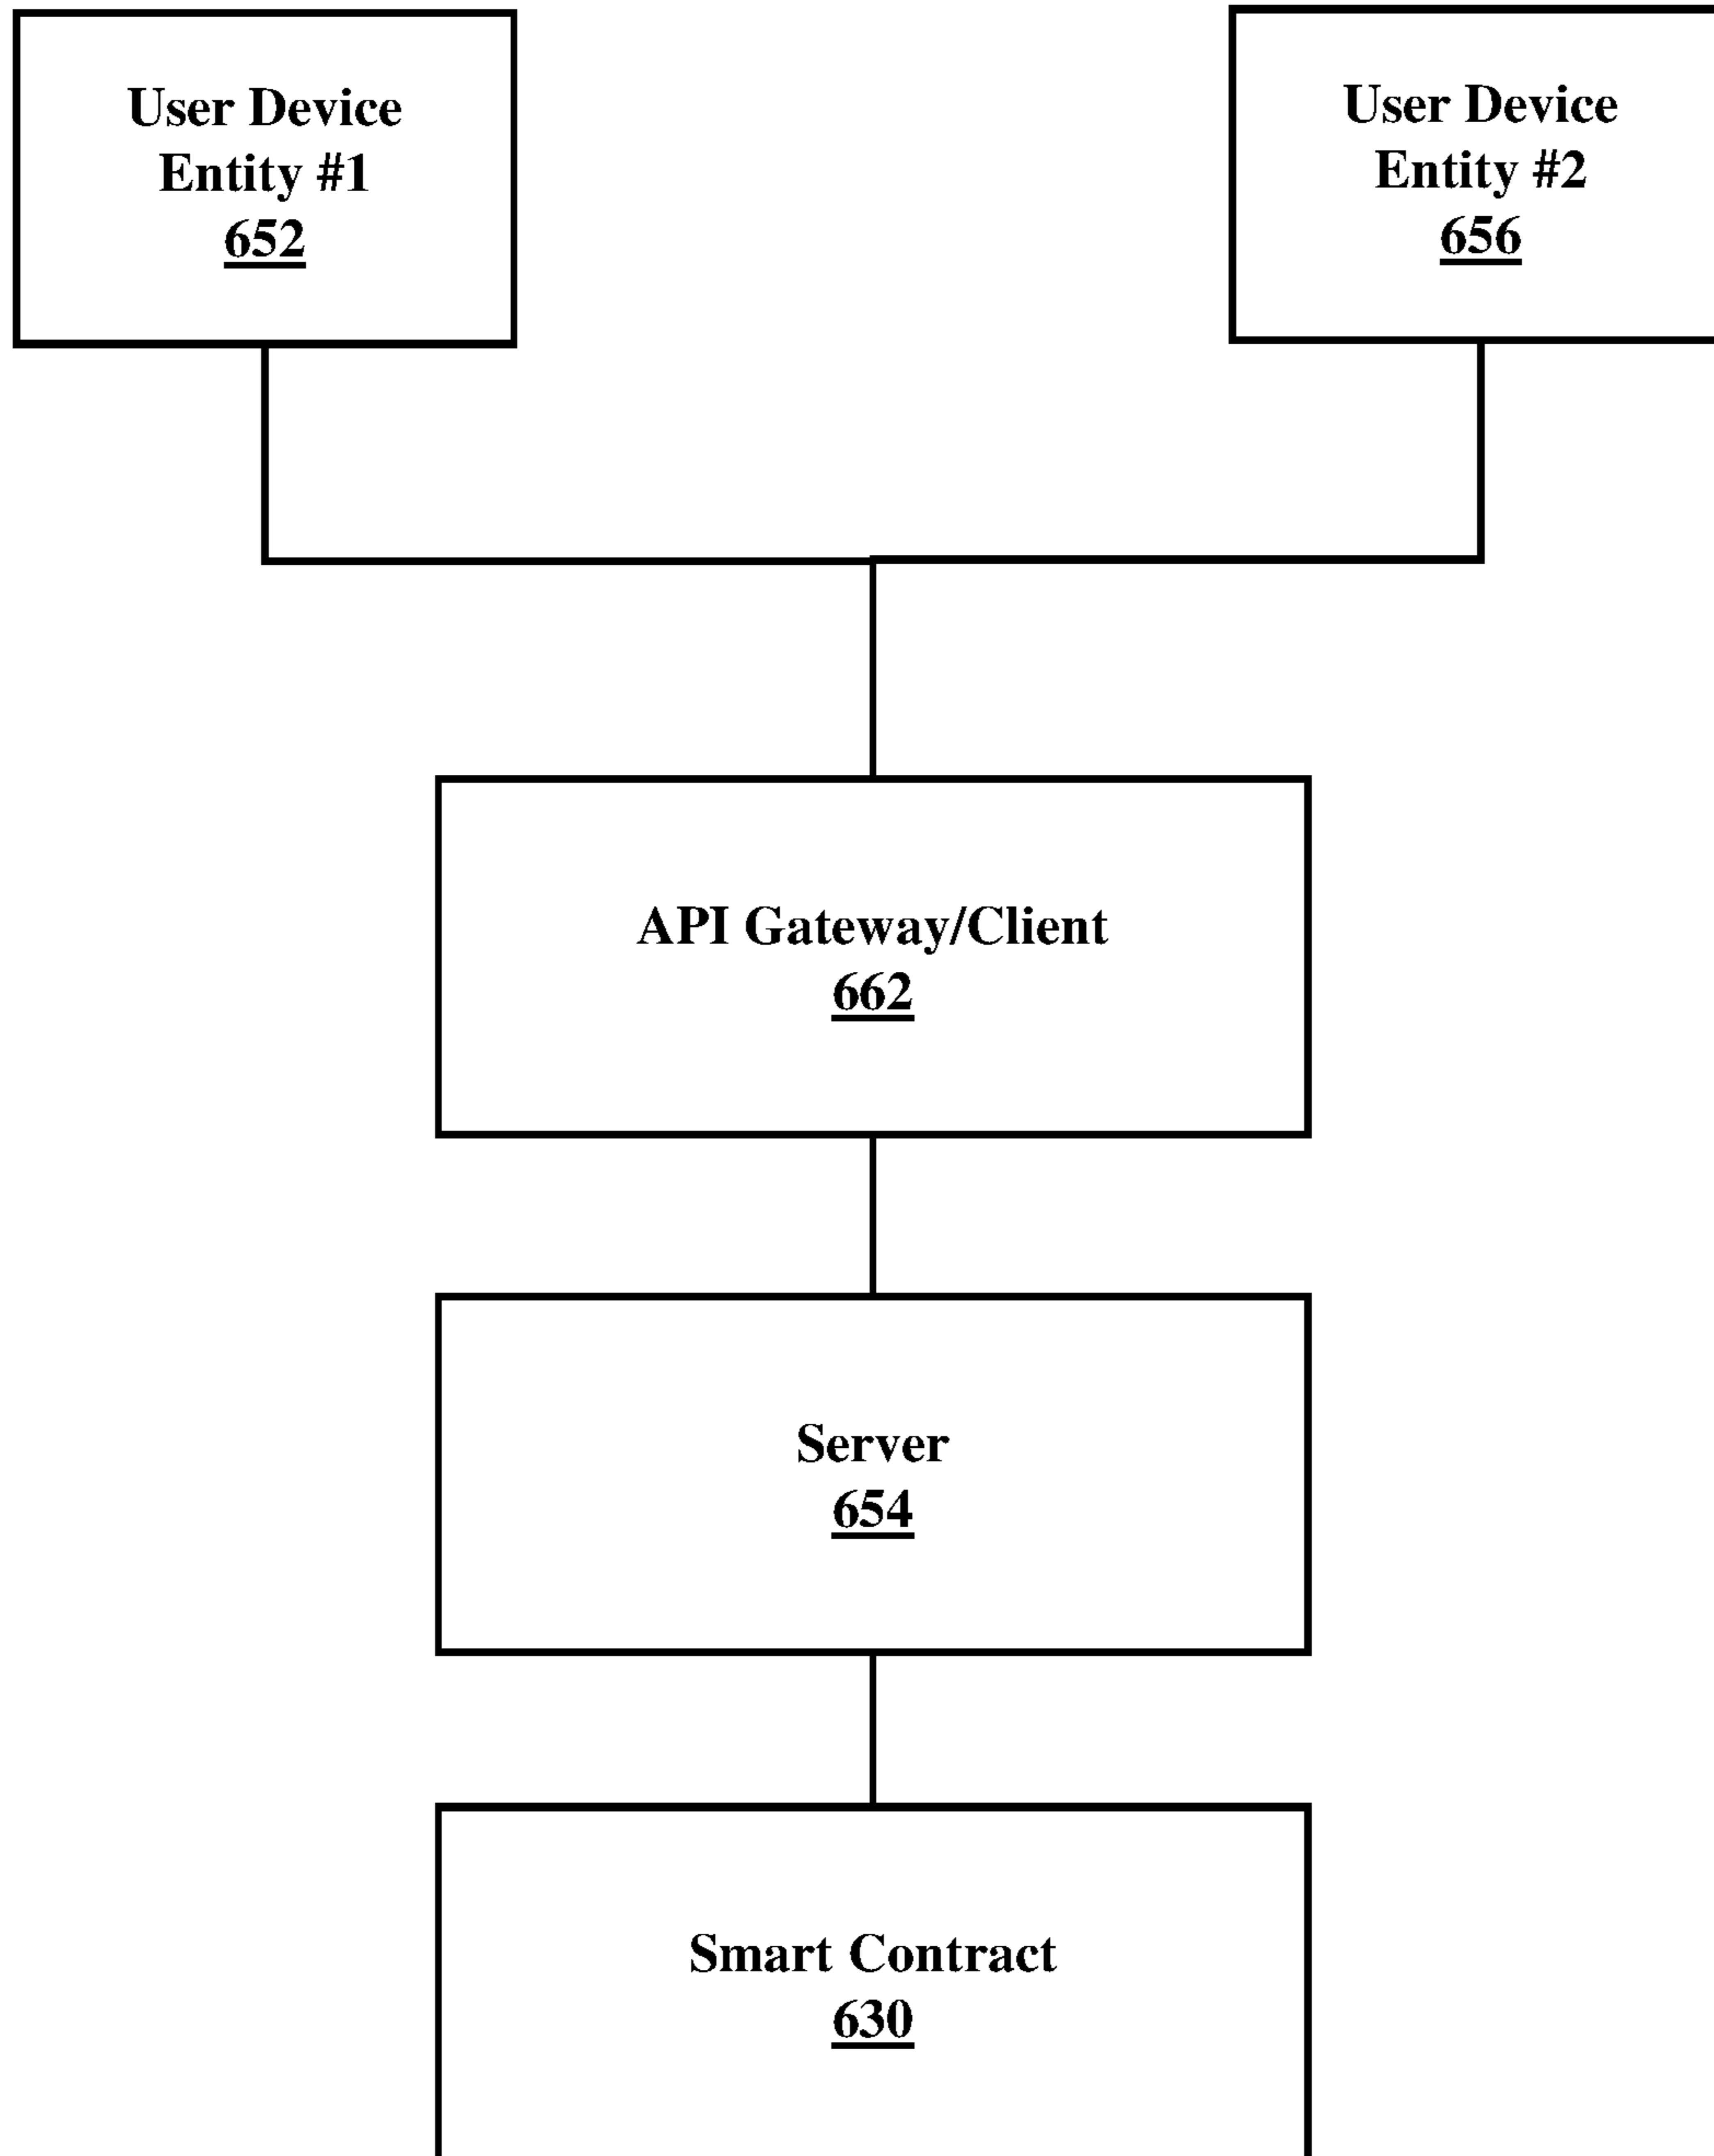 User Device
Entity #1
652
User Device
Entity #2
656
API Gateway/Client
662
Server
654
Smart Contract
630